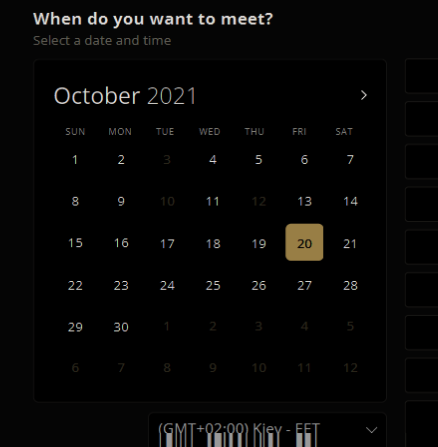 When do you want to meet?
Select a date and time
October 2021 >
SUN MON TUE WED THU FRI SAT
1 2 3 4 5 6 7
8 9 10 11 12 13 14
15 16 17 18 19 20 21
22 23 24 25 26 27 28
29 30 1 2 3 4 5
6 7 8 9 10 11 12
(GMT+02:00) Kiev - EET